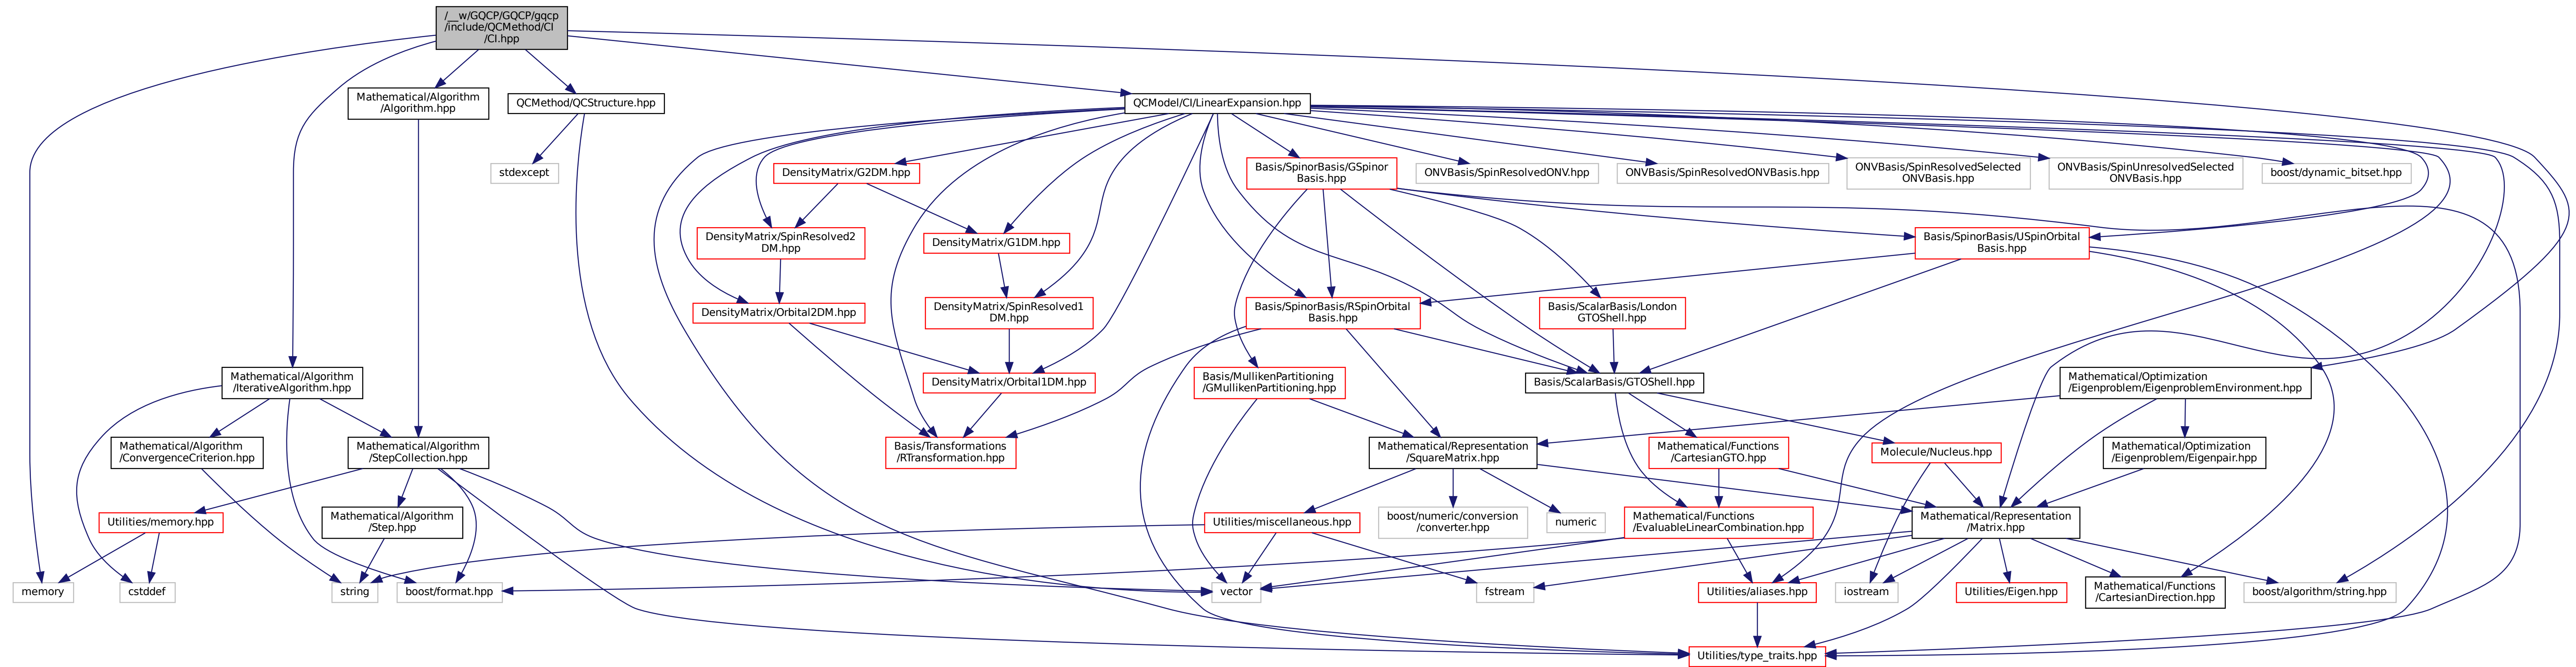 /__w/GQCP/GQCP/gqcp
/include/QCMethod/CI
/CI.hpp
Mathematical/Algorithm
/Algorithm.hpp
QCMethod/QCStructure.hpp
QCModel/CI/LinearExpansion.hpp
stdexcept
DensityMatrix/G2DM.hpp
Basis/SpinorBasis/GSpinor
Basis.hpp
ONVBasis/SpinResolvedONV.hpp
ONVBasis/SpinResolvedONVBasis.hpp
ONVBasis/SpinResolvedSelected
ONVBasis.hpp
ONVBasis/SpinUnresolvedSelected
ONVBasis.hpp
boost/dynamic_bitset.hpp
DensityMatrix/SpinResolved2
DM.hpp
DensityMatrix/G1DM.hpp
Basis/SpinorBasis/USpinOrbital
Basis.hpp
DensityMatrix/Orbital2DM.hpp
DensityMatrix/SpinResolved1
DM.hpp
Basis/SpinorBasis/RSpinOrbital
Basis.hpp
Basis/ScalarBasis/London
GTOShell.hpp
Mathematical/Algorithm
/IterativeAlgorithm.hpp
DensityMatrix/Orbital1DM.hpp
Basis/MullikenPartitioning
/GMullikenPartitioning.hpp
Basis/ScalarBasis/GTOShell.hpp
Mathematical/Optimization
/Eigenproblem/EigenproblemEnvironment.hpp
Mathematical/Algorithm
/ConvergenceCriterion.hpp
Mathematical/Algorithm
/StepCollection.hpp
Basis/Transformations
/RTransformation.hpp
Mathematical/Representation
/SquareMatrix.hpp
Mathematical/Functions
/CartesianGTO.hpp
Molecule/Nucleus.hpp
Mathematical/Optimization
/Eigenproblem/Eigenpair.hpp
Utilities/memory.hpp
Mathematical/Algorithm
/Step.hpp
Utilities/miscellaneous.hpp
boost/numeric/conversion
/converter.hpp
numeric
Mathematical/Functions
/EvaluableLinearCombination.hpp
Mathematical/Representation
/Matrix.hpp
memory
cstddef
string
boost/format.hpp
vector
fstream
Utilities/aliases.hpp
iostream
Utilities/Eigen.hpp
Mathematical/Functions
/CartesianDirection.hpp
boost/algorithm/string.hpp
Utilities/type_traits.hpp